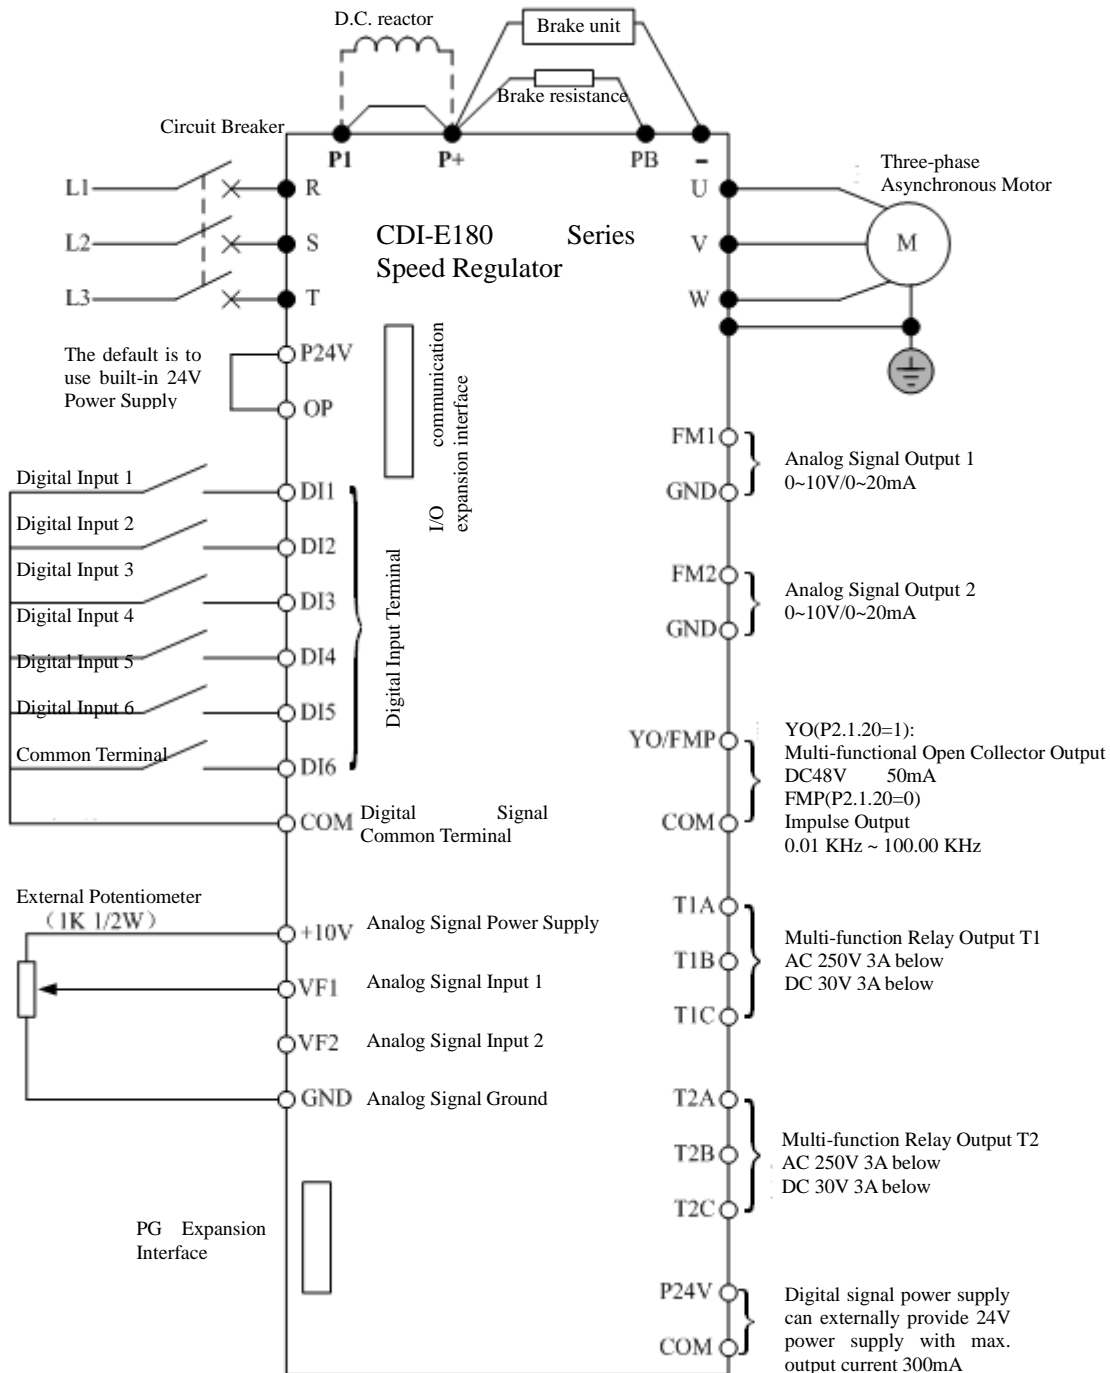 D.C. reactor
Brake unit
Brake resistance
Circuit Breaker
P1
P+
PB
−
L1
R
L2
S
L3
T
CDI-E180 Series
Speed Regulator
U
V
W
Three-phase
Asynchronous Motor
M
The default is to
use built-in 24V
Power Supply
P24V
OP
I/O communication
expansion interface
Digital Input 1
Digital Input 2
Digital Input 3
Digital Input 4
Digital Input 5
Digital Input 6
Common Terminal
DI1
DI2
DI3
DI4
DI5
DI6
COM
Digital Input Terminal
Digital Signal
Common Terminal
External Potentiometer
（1K 1/2W）
+10V
Analog Signal Power Supply
VF1
Analog Signal Input 1
VF2
Analog Signal Input 2
GND
Analog Signal Ground
PG Expansion
Interface
FM1
GND
Analog Signal Output 1
0~10V/0~20mA
FM2
GND
Analog Signal Output 2
0~10V/0~20mA
YO/FMP
COM
YO(P2.1.20=1):
Multi-functional Open Collector Output
DC48V 50mA
FMP(P2.1.20=0)
Impulse Output
0.01 KHz ~ 100.00 KHz
T1A
T1B
T1C
Multi-function Relay Output T1
AC 250V 3A below
DC 30V 3A below
T2A
T2B
T2C
Multi-function Relay Output T2
AC 250V 3A below
DC 30V 3A below
P24V
COM
Digital signal power supply
can externally provide 24V
power supply with max.
output current 300mA